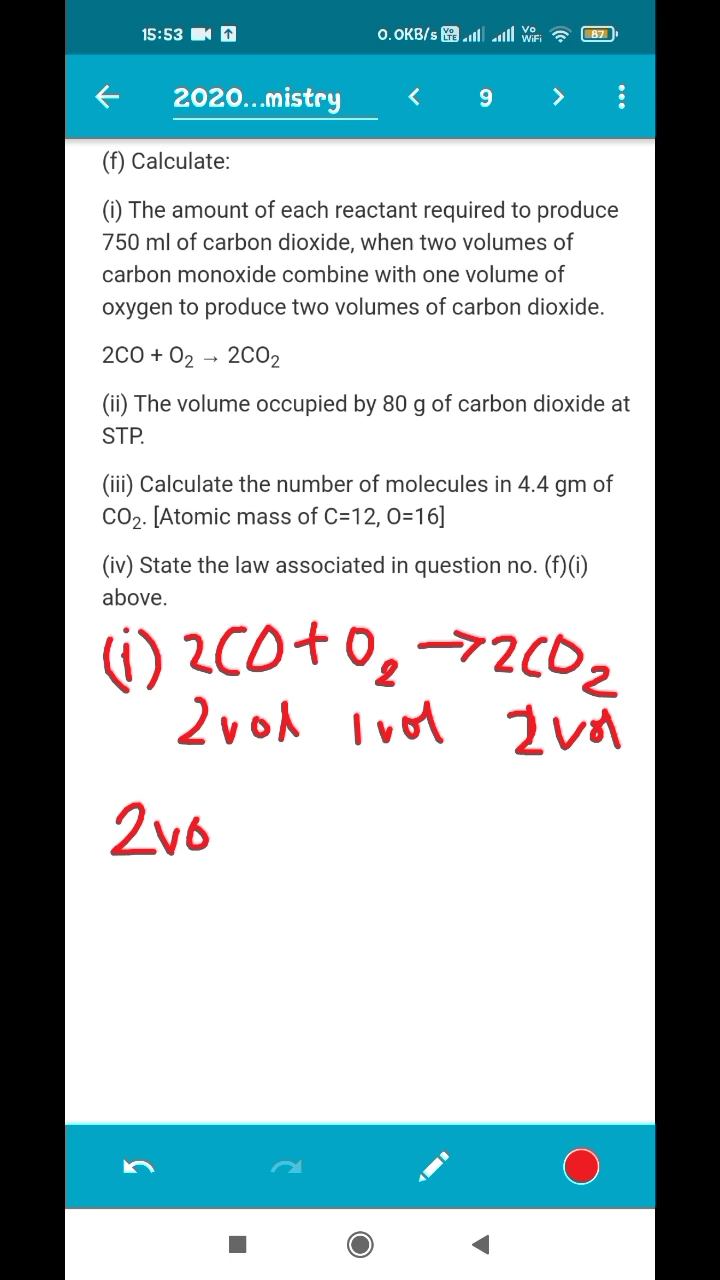 15:53 0.0KB/s Vo LTE Vo WiFi 87
2020...mistry < 9 >
(f) Calculate:
(i) The amount of each reactant required to produce
750 ml of carbon dioxide, when two volumes of
carbon monoxide combine with one volume of
oxygen to produce two volumes of carbon dioxide.
2CO + O₂ → 2CO₂
(ii) The volume occupied by 80 g of carbon dioxide at
STP.
(iii) Calculate the number of molecules in 4.4 gm of
CO₂. [Atomic mass of C=12, O=16]
(iv) State the law associated in question no. (f)(i)
above.
(i) 2CO + O₂ → 2CO₂
2 vol 1 vol 2 vol
2vo